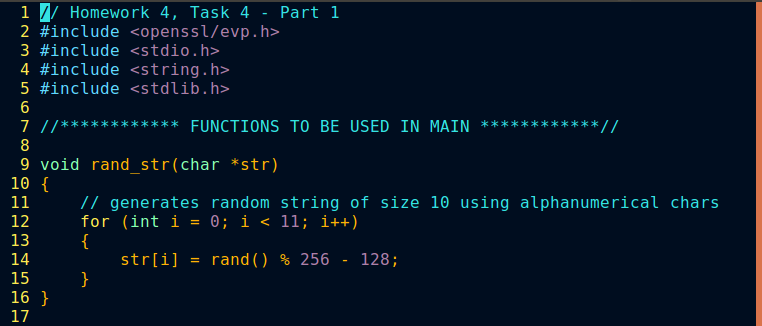 1 // Homework 4, Task 4 - Part 1
2 #include <openssl/evp.h>
3 #include <stdio.h>
4 #include <string.h>
5 #include <stdlib.h>
6
7 //************ FUNCTIONS TO BE USED IN MAIN ************//
8
9 void rand_str(char *str)
10 {
11     // generates random string of size 10 using alphanumerical chars
12     for (int i = 0; i < 11; i++)
13     {
14         str[i] = rand() % 256 - 128;
15     }
16 }
17